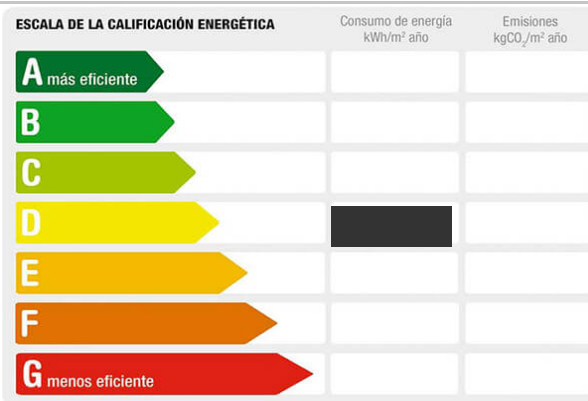 ESCALA DE LA CALIFICACIÓN ENERGÉTICA
Consumo de energía
kWh/m² año
Emisiones
kgCO₂/m² año
A más eficiente
B
C
D
E
F
G menos eficiente